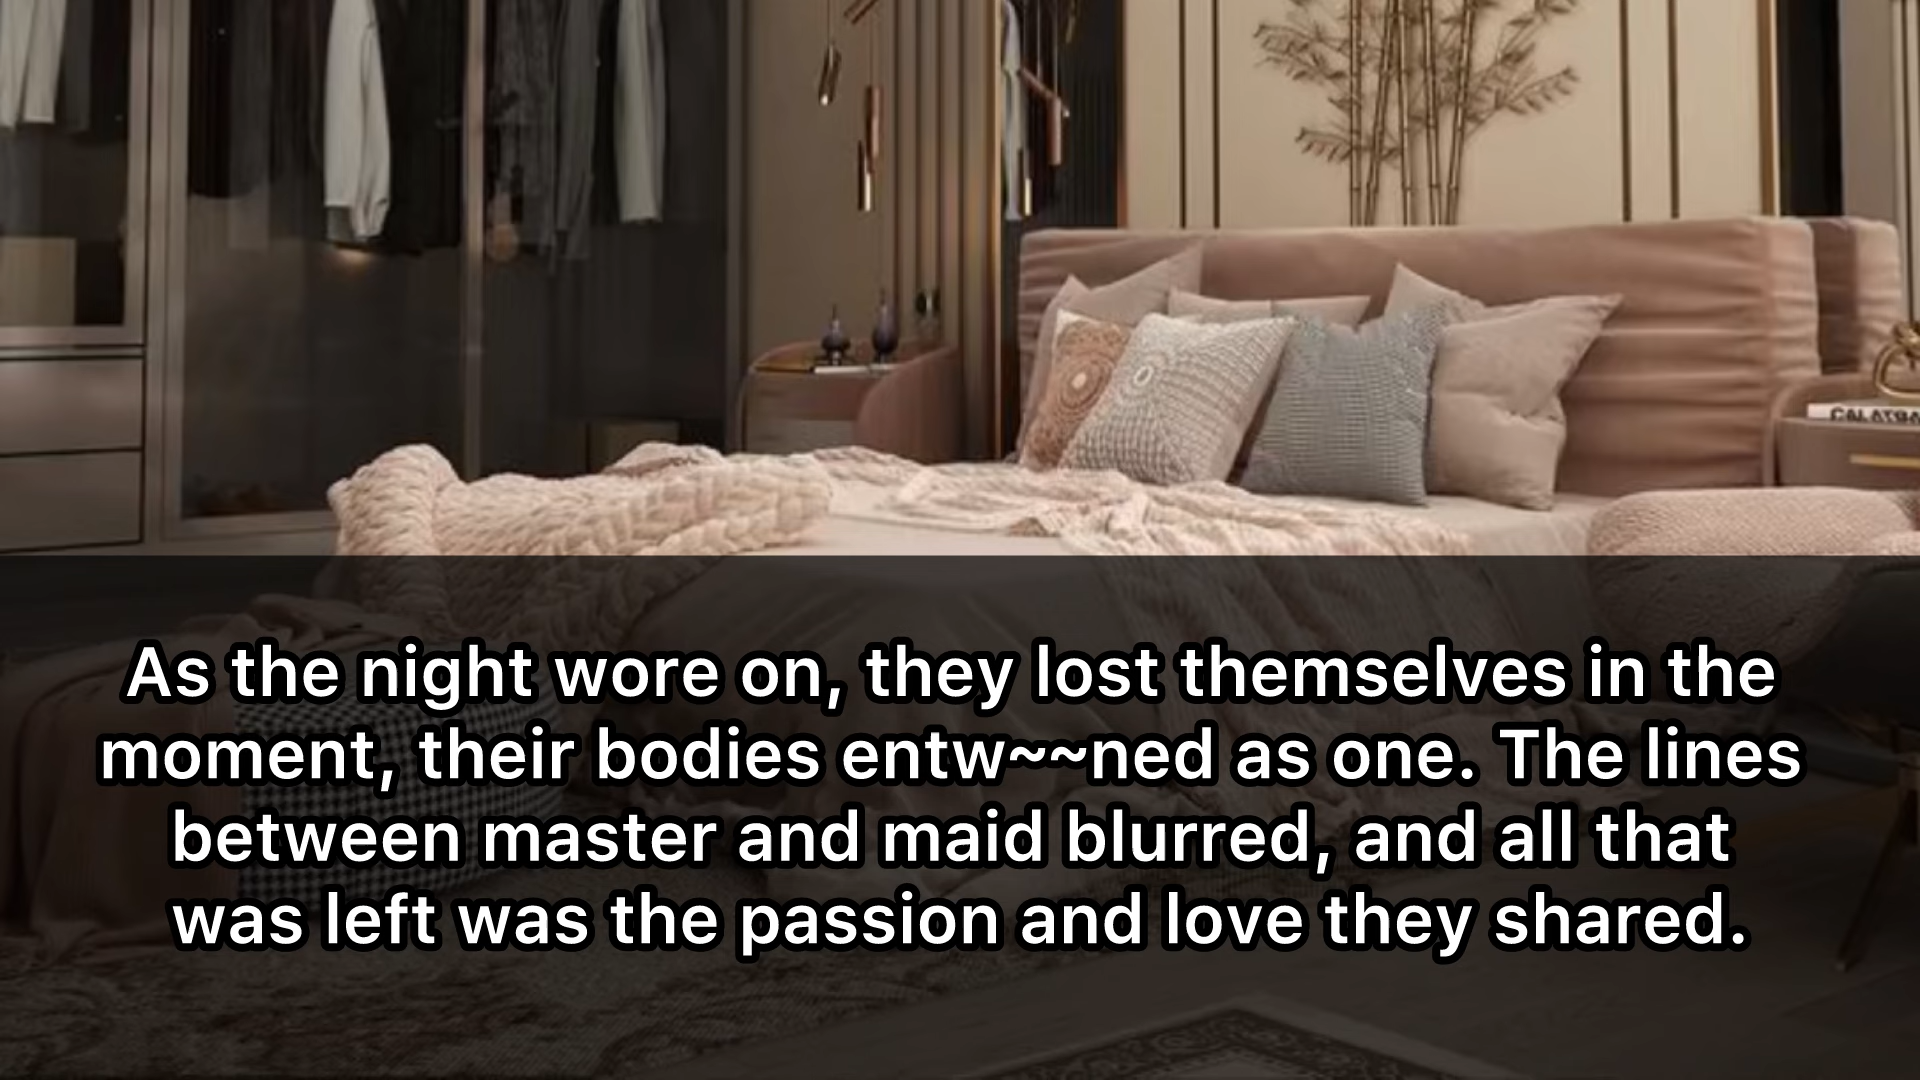 CALATRA
As the night wore on, they lost themselves in the
moment, their bodies entw~~ned as one. The lines
between master and maid blurred, and all that
was left was the passion and love they shared.